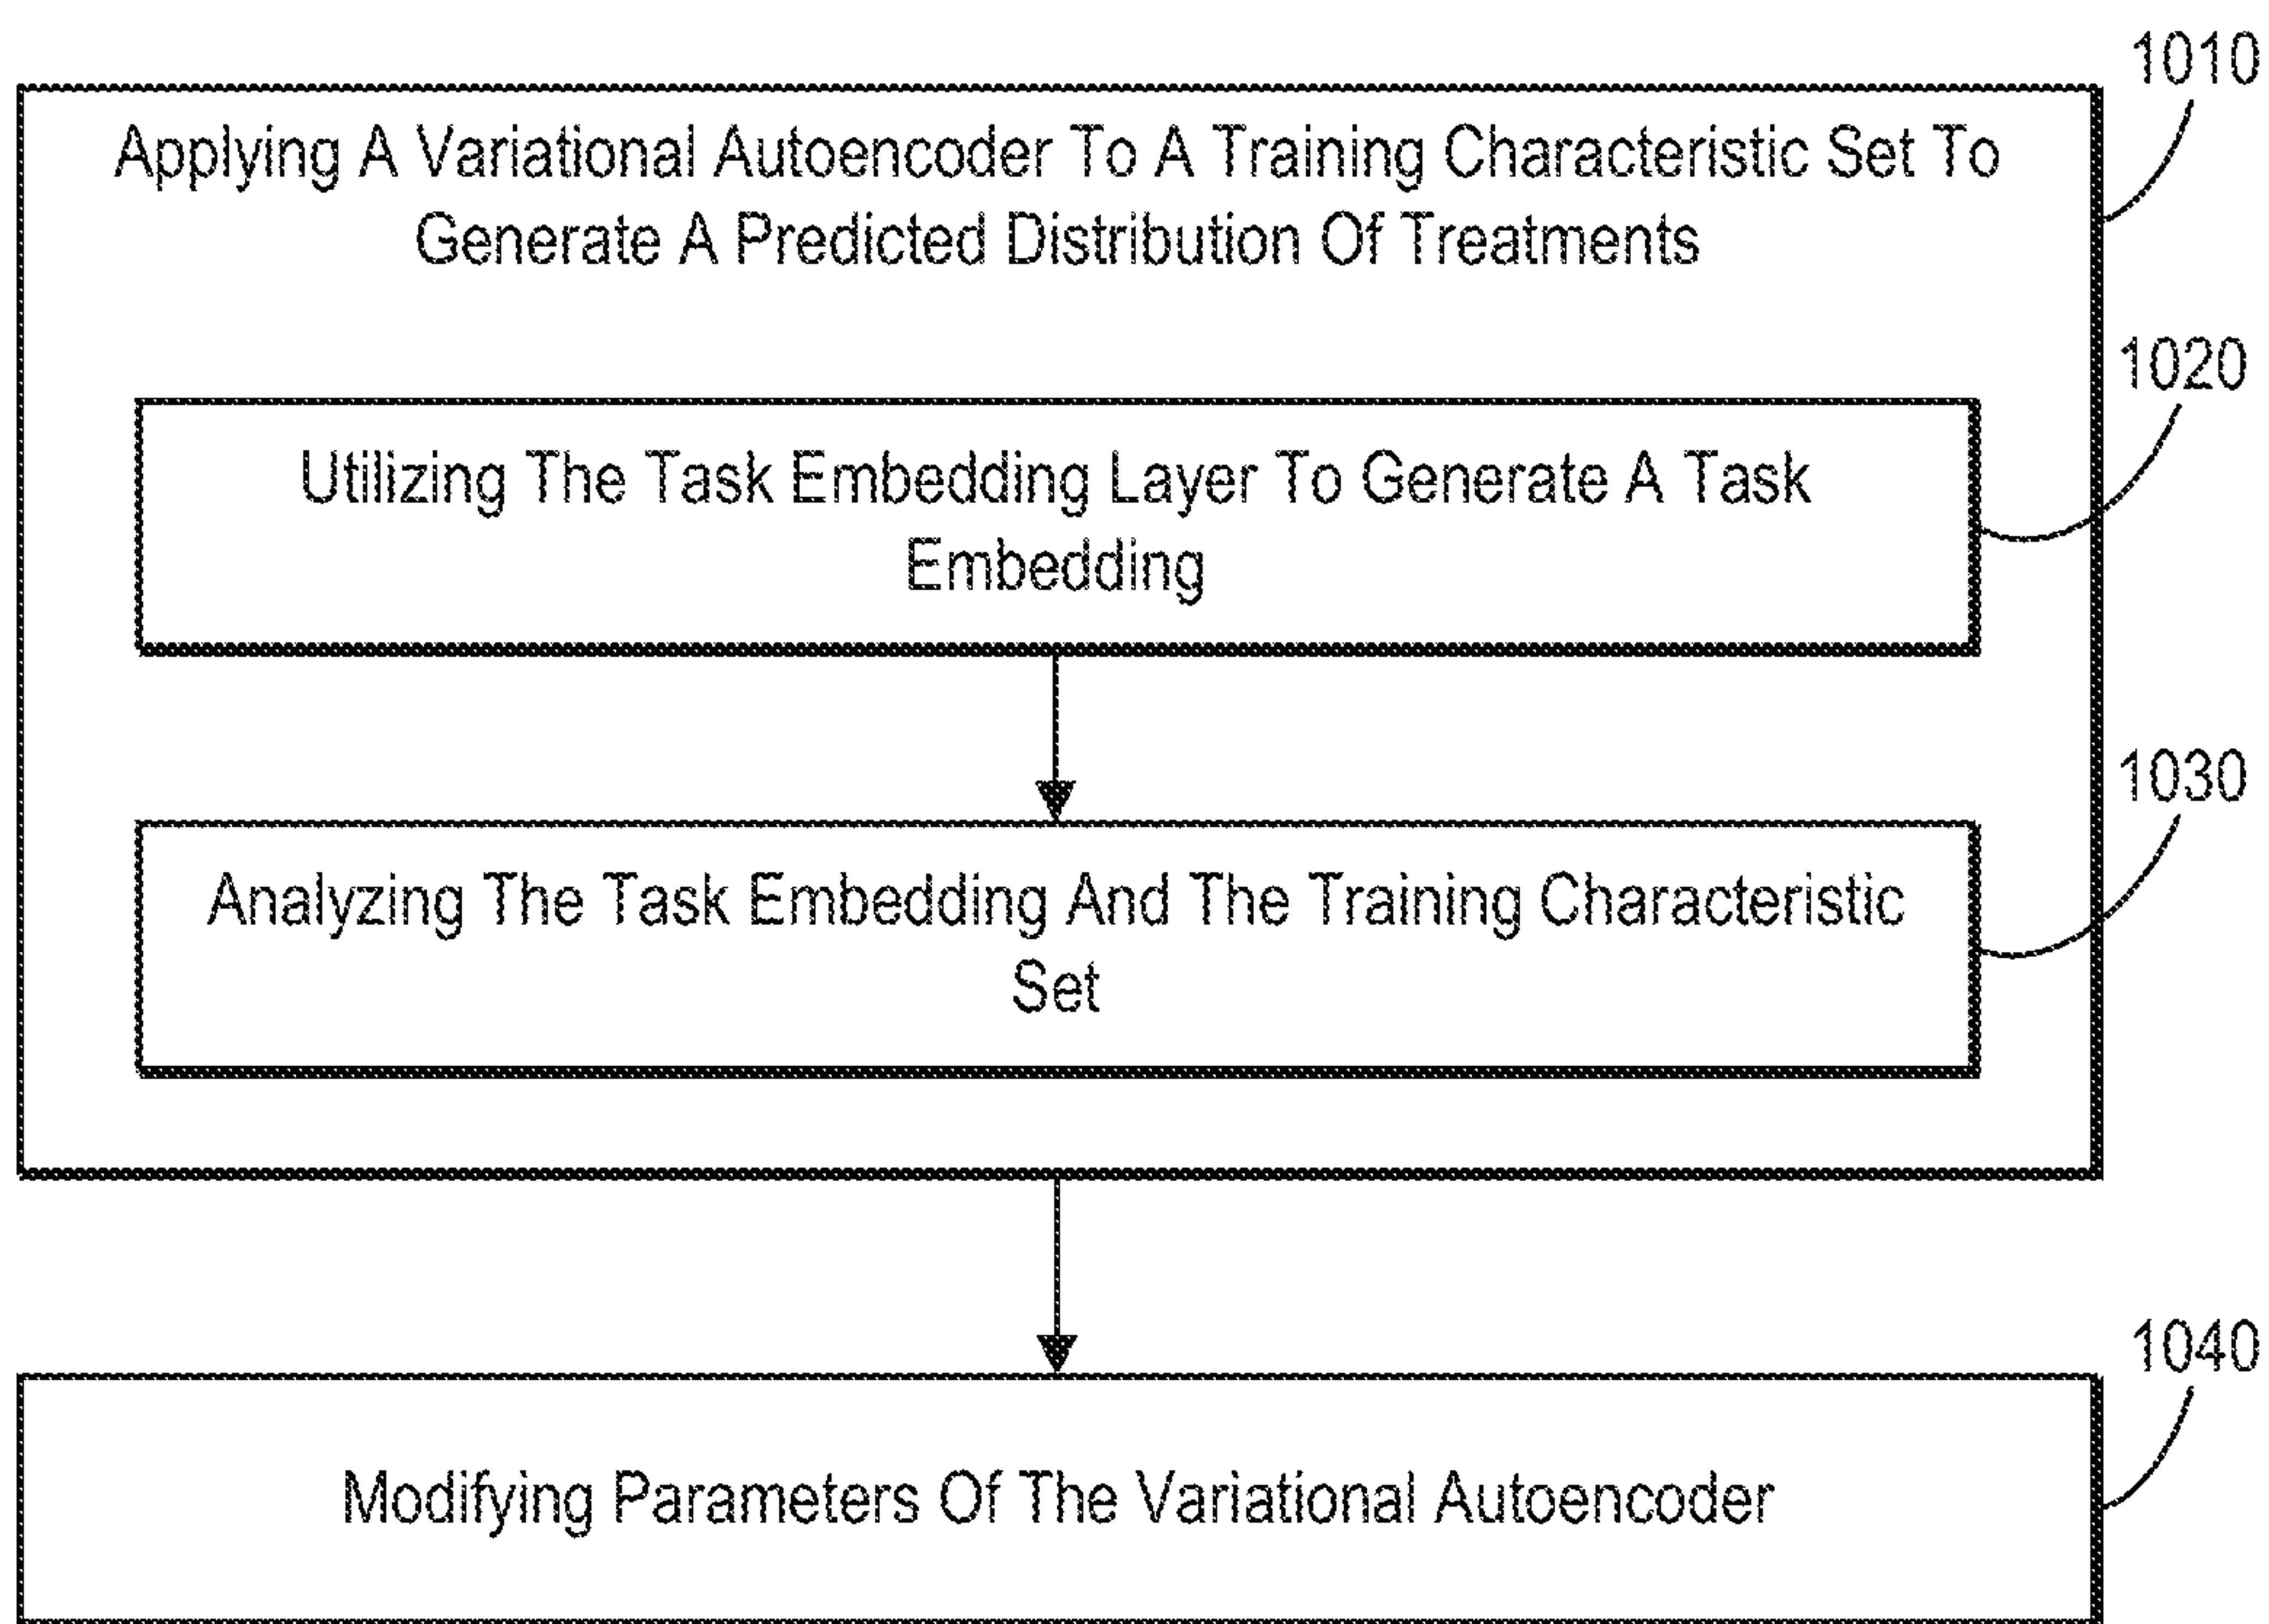 1010
Applying A Variational Autoencoder To A Training Characteristic Set To
Generate A Predicted Distribution Of Treatments
1020
Utilizing The Task Embedding Layer To Generate A Task
Embedding
1030
Analyzing The Task Embedding And The Training Characteristic
Set
1040
Modifying Parameters Of The Variational Autoencoder